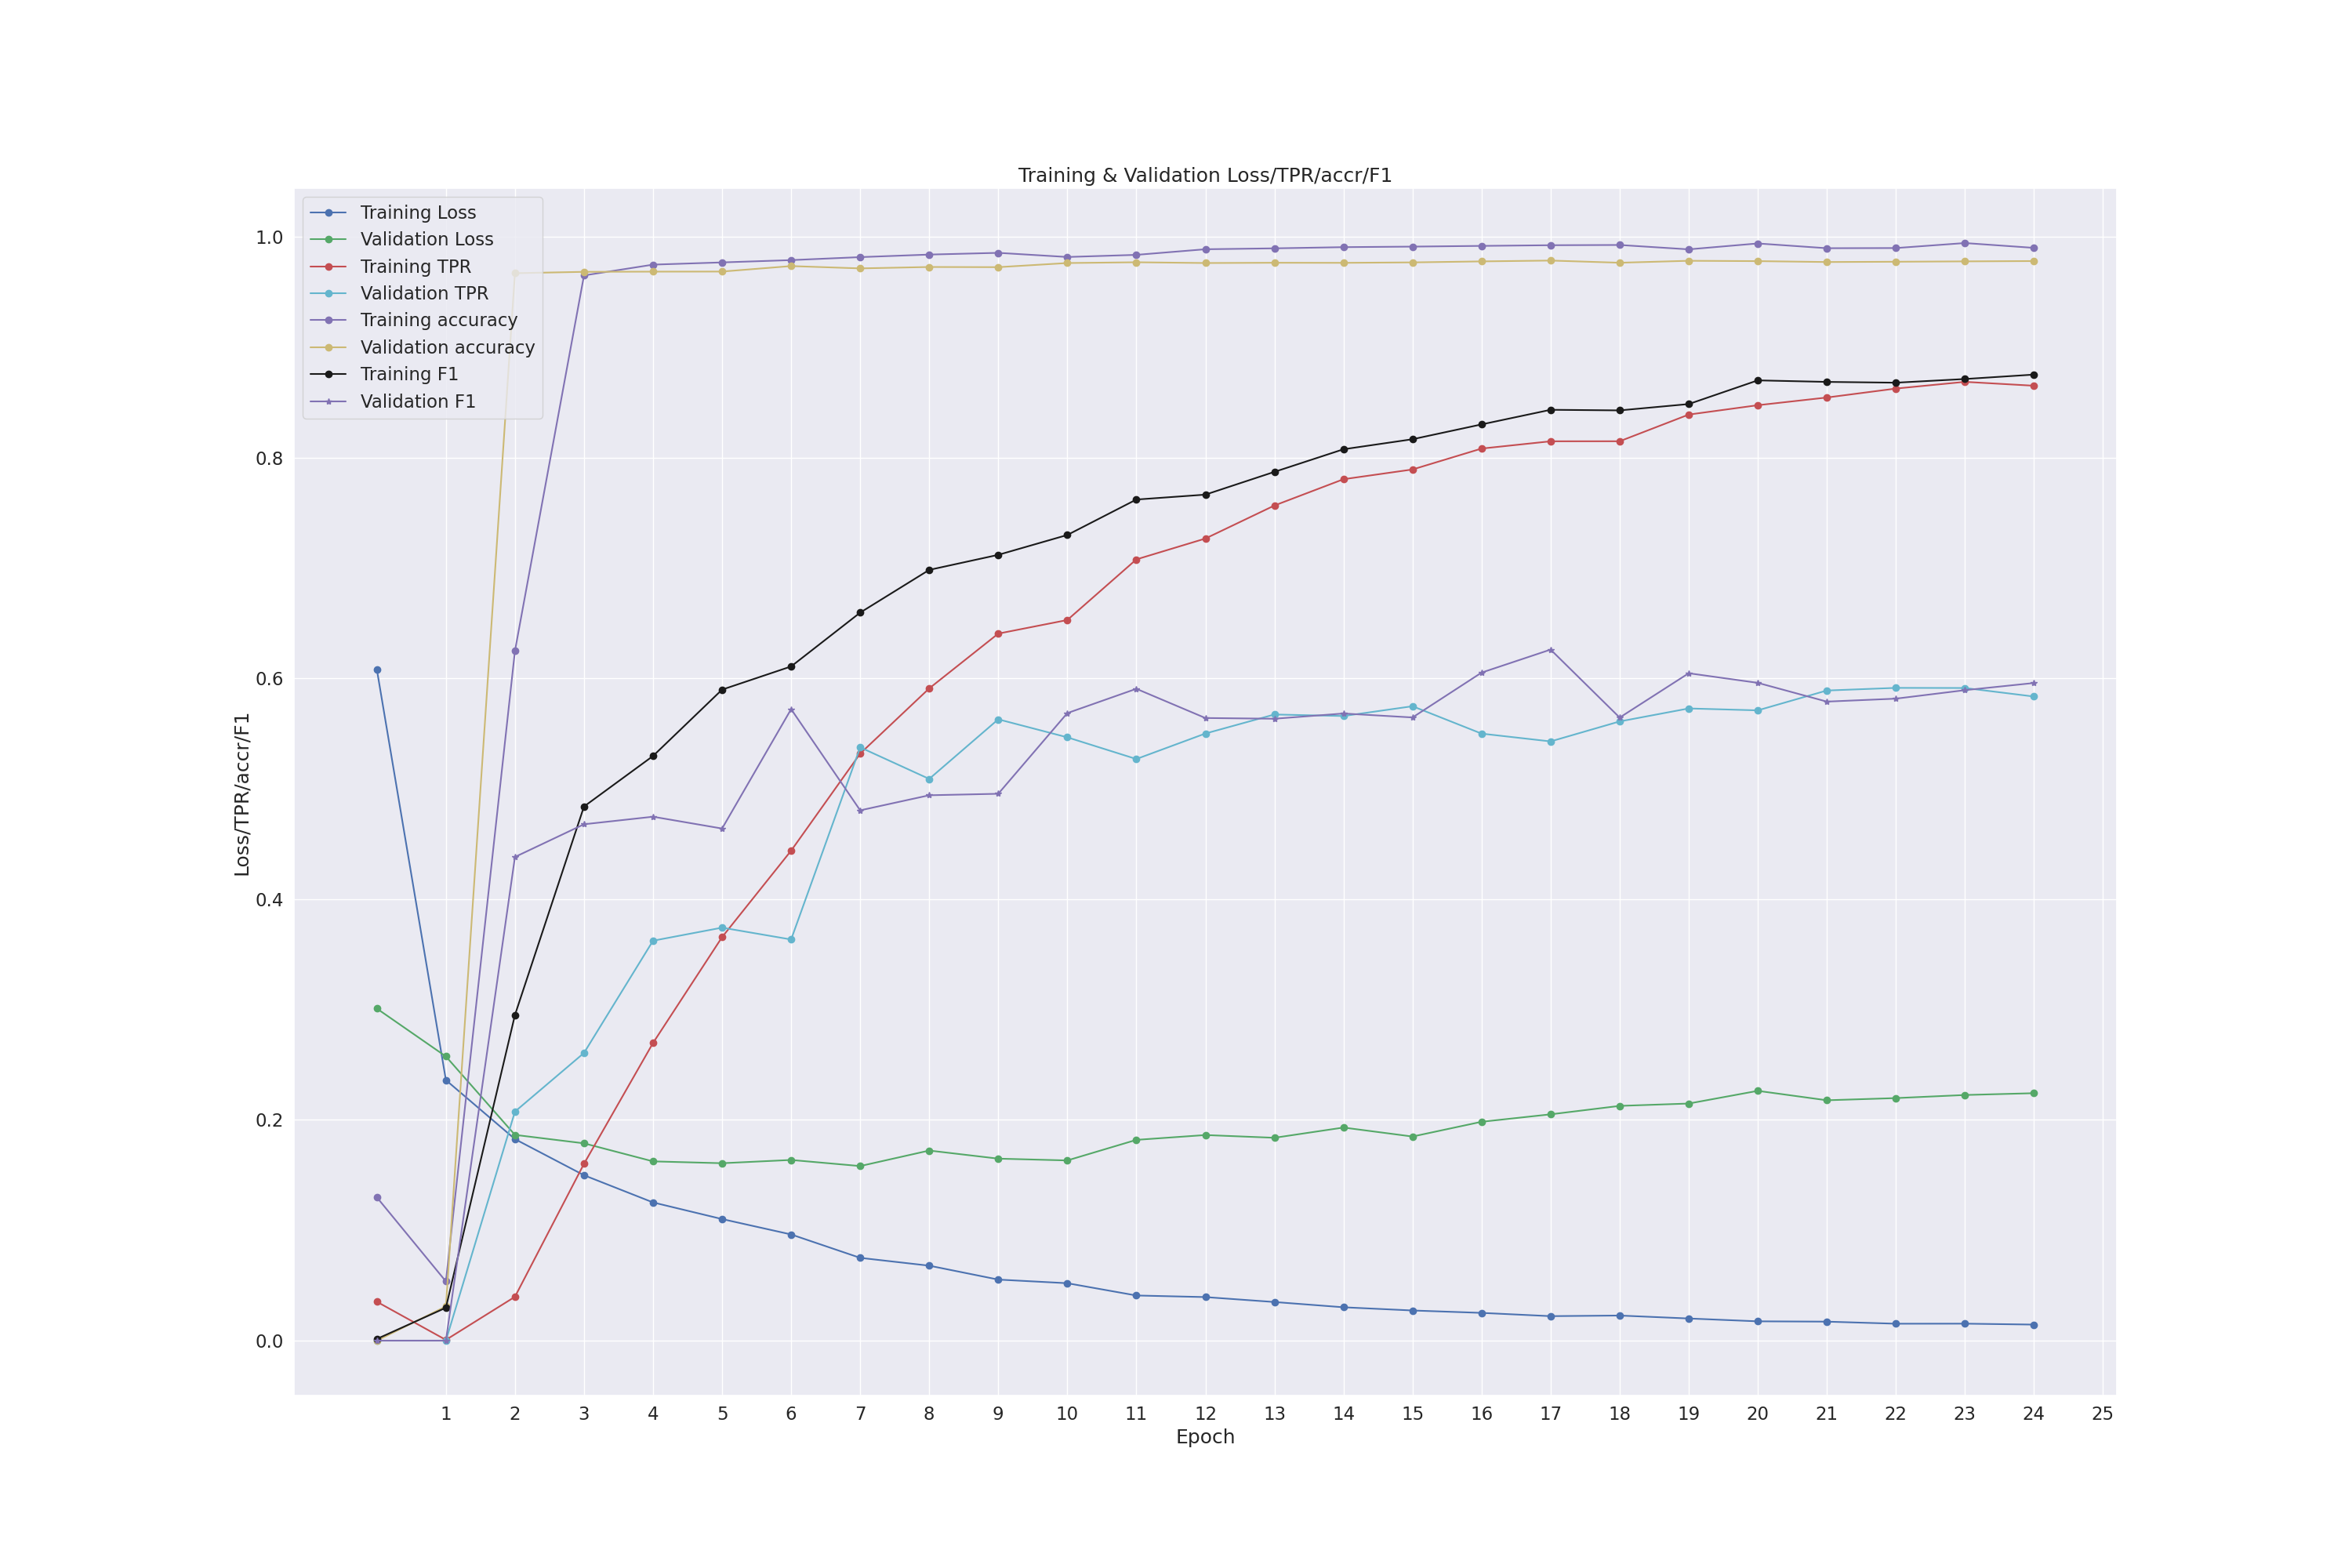 Training & Validation Loss/TPR/accr/F1
Training Loss
Validation Loss
Training TPR
Validation TPR
Training accuracy
Validation accuracy
Training F1
Validation F1
Loss/TPR/accr/F1
1.0
0.8
0.6
0.4
0.2
0.0
1 2 3 4 5 6 7 8 9 10 11 12 13 14 15 16 17 18 19 20 21 22 23 24 25
Epoch